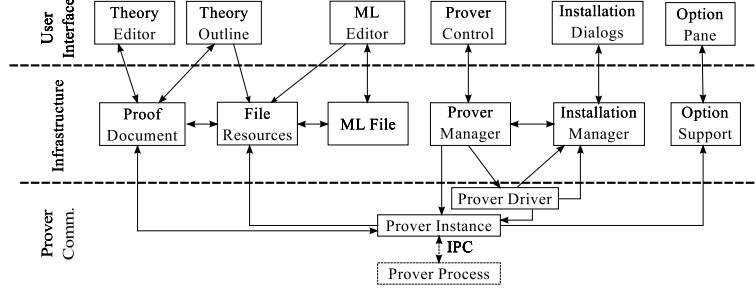 User
Interface
Theory
Editor
Theory
Outline
ML
Editor
Prover
Control
Installation
Dialogs
Option
Pane
Infrastructure
Proof
Document
File
Resources
ML File
Prover
Manager
Installation
Manager
Option
Support
Prover
Comm.
Prover Driver
Prover Instance
IPC
Prover Process